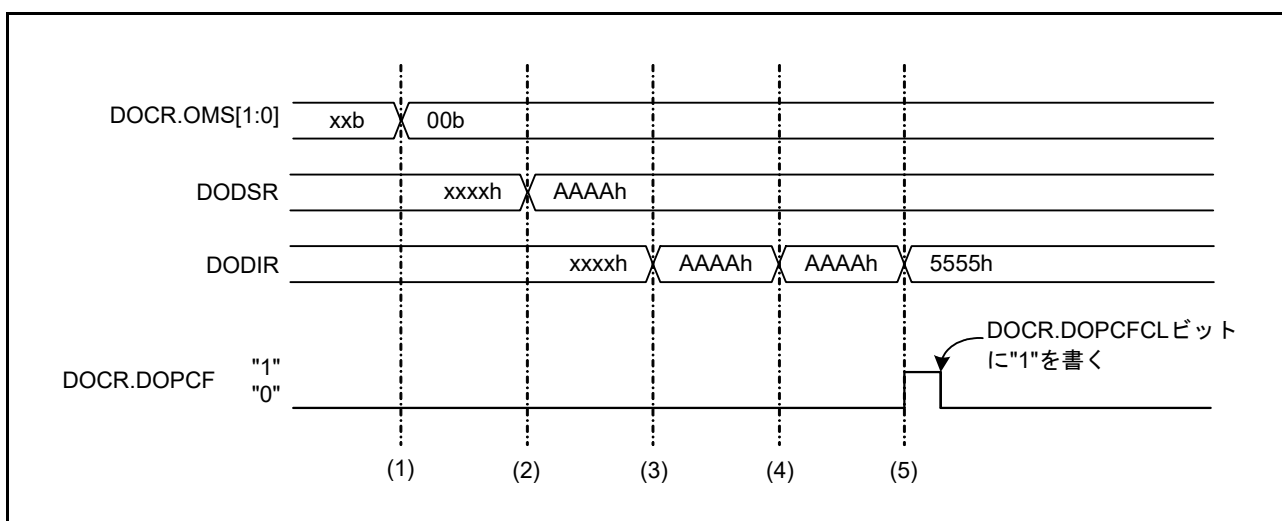 DOCR.OMS[1:0] xxb 00b
DODSR xxxxh AAAAh
DODIR xxxxh AAAAh AAAAh 5555h
DOCR.DOPCFCLビット
に"1"を書く
DOCR.DOPCF "1"
"0"
(1) (2) (3) (4) (5)